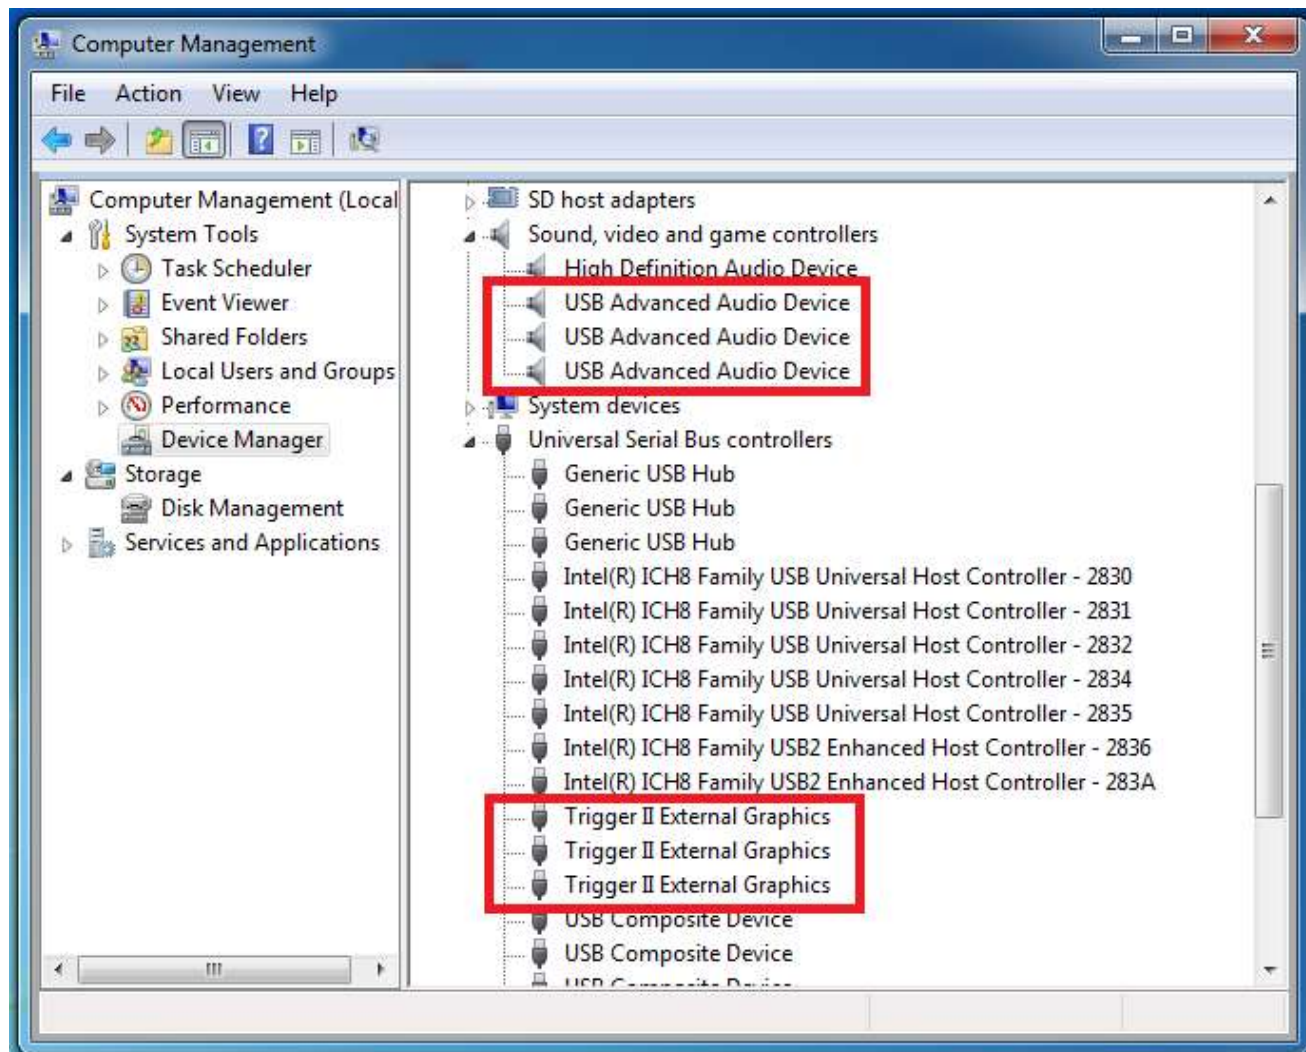 Computer Management
File Action View Help
Computer Management (Local
System Tools
Task Scheduler
Event Viewer
Shared Folders
Local Users and Groups
Performance
Device Manager
Storage
Disk Management
Services and Applications
SD host adapters
Sound, video and game controllers
High Definition Audio Device
USB Advanced Audio Device
USB Advanced Audio Device
USB Advanced Audio Device
System devices
Universal Serial Bus controllers
Generic USB Hub
Generic USB Hub
Generic USB Hub
Intel(R) ICH8 Family USB Universal Host Controller - 2830
Intel(R) ICH8 Family USB Universal Host Controller - 2831
Intel(R) ICH8 Family USB Universal Host Controller - 2832
Intel(R) ICH8 Family USB Universal Host Controller - 2834
Intel(R) ICH8 Family USB Universal Host Controller - 2835
Intel(R) ICH8 Family USB2 Enhanced Host Controller - 2836
Intel(R) ICH8 Family USB2 Enhanced Host Controller - 283A
Trigger II External Graphics
Trigger II External Graphics
Trigger II External Graphics
USB Composite Device
USB Composite Device
USB Composite Device